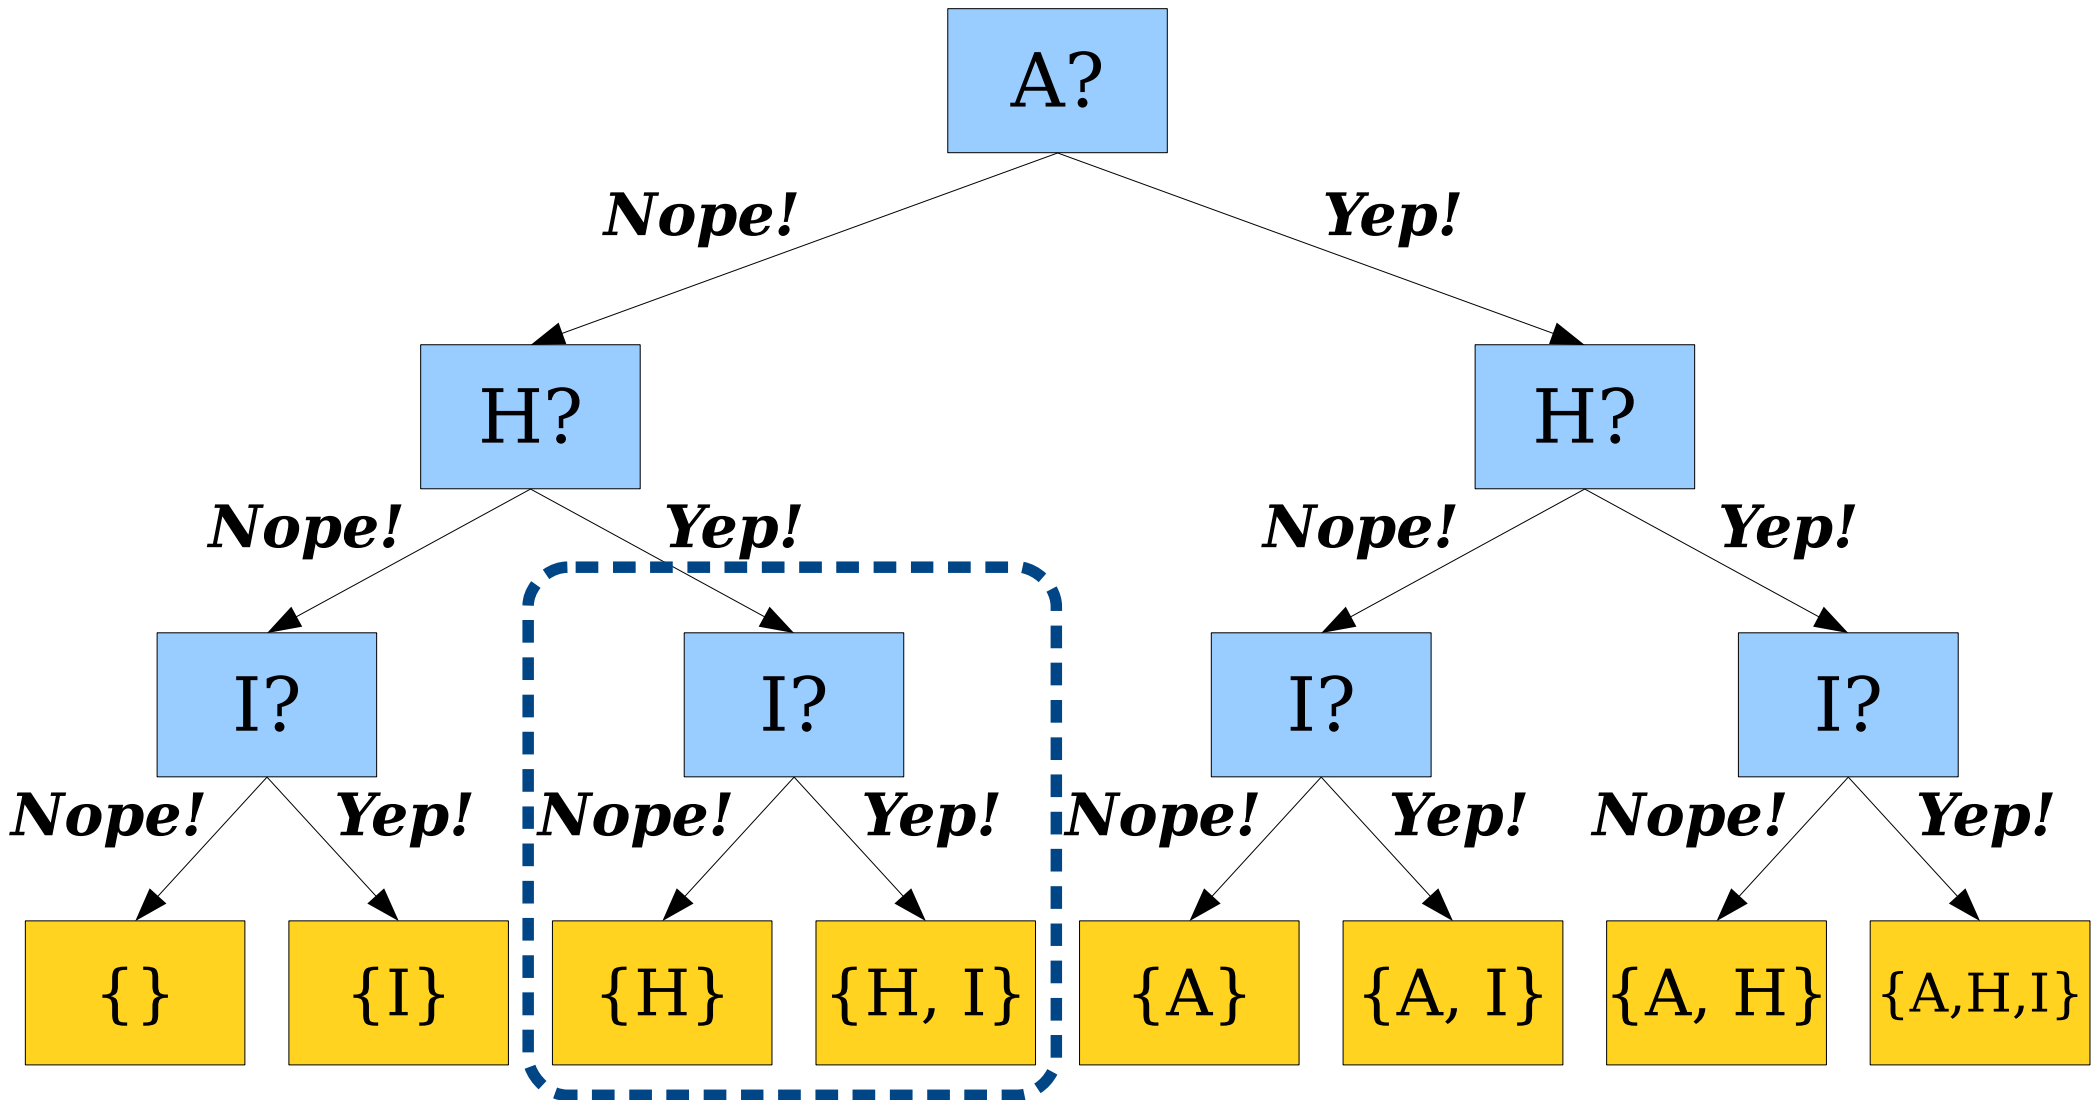 A?
Nope!
Yep!
H?
H?
Nope!
Yep!
Nope!
Yep!
I?
I?
I?
I?
Nope!
Yep!
Nope!
Yep!
Nope!
Yep!
Nope!
Yep!
{}
{I}
{H}
{H, I}
{A}
{A, I}
{A, H}
{A,H,I}